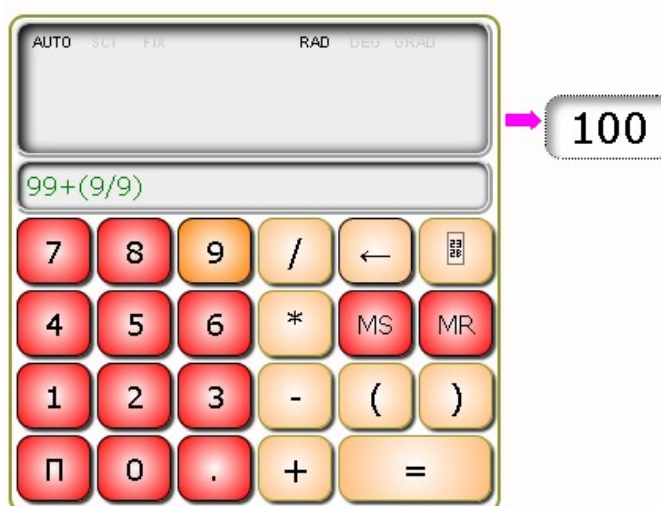 AUTO SCI FIX RAD DEG GRAD
100
99+(9/9)
7 8 9 / ←
4 5 6 * MS MR
1 2 3 - ( )
П 0 . + =